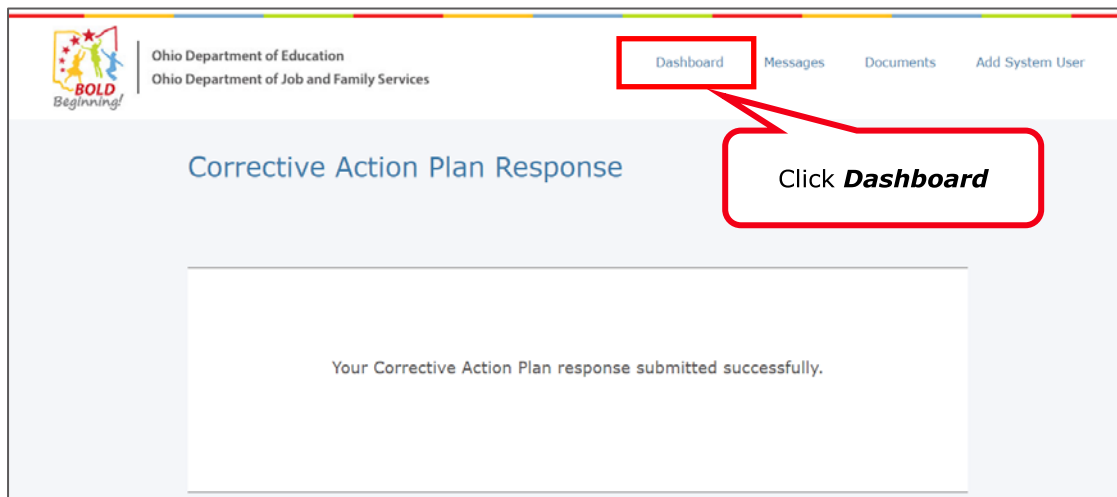 BOLD
Beginning!
Ohio Department of Education
Ohio Department of Job and Family Services
Dashboard Messages Documents Add System User
Corrective Action Plan Response
Click Dashboard
Your Corrective Action Plan response submitted successfully.